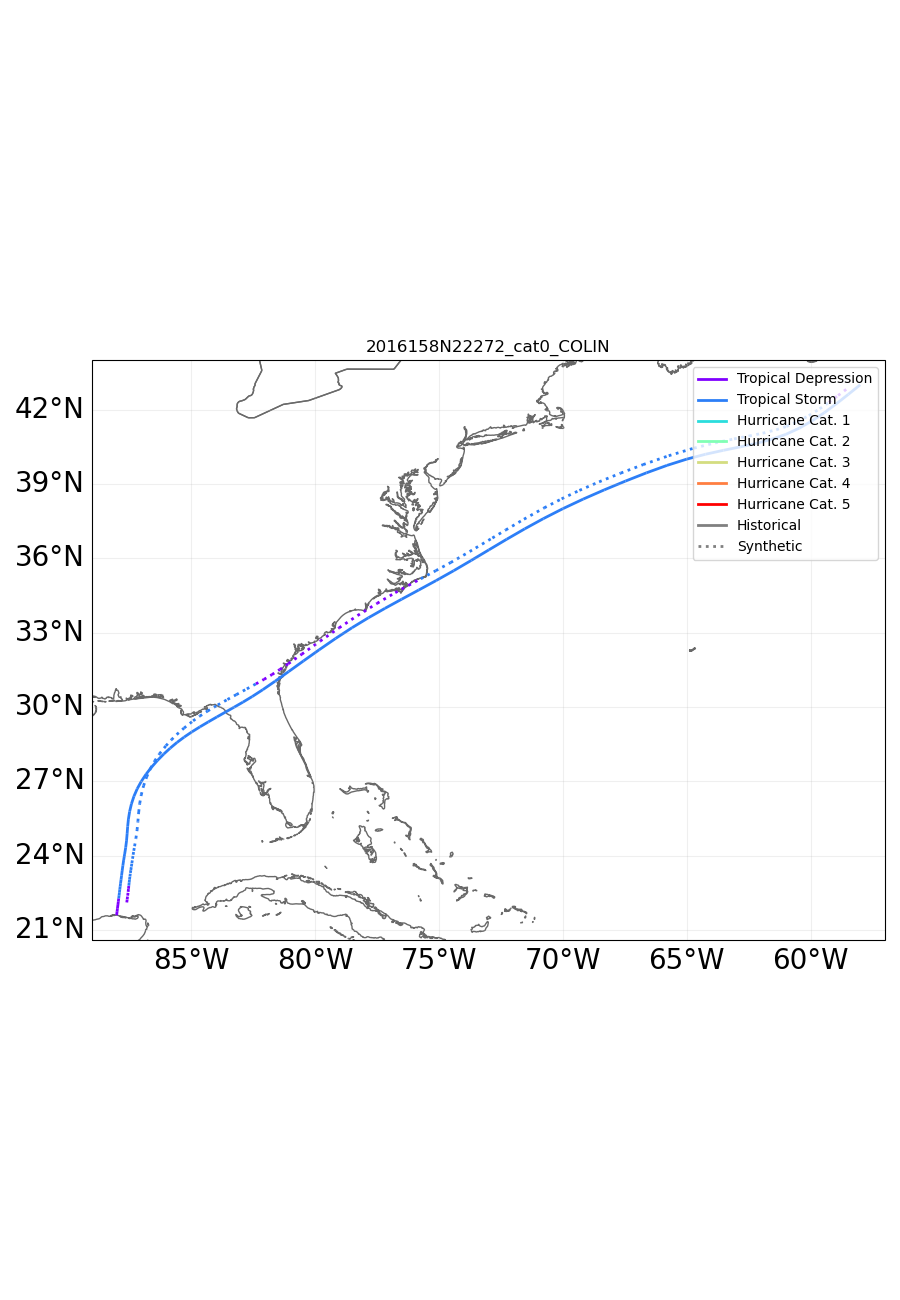 2016158N22272_cat0_COLIN
Tropical Depression
Tropical Storm
Hurricane Cat. 1
Hurricane Cat. 2
Hurricane Cat. 3
Hurricane Cat. 4
Hurricane Cat. 5
Historical
Synthetic
42°N
39°N
36°N
33°N
30°N
27°N
24°N
21°N
85°W 80°W 75°W 70°W 65°W 60°W